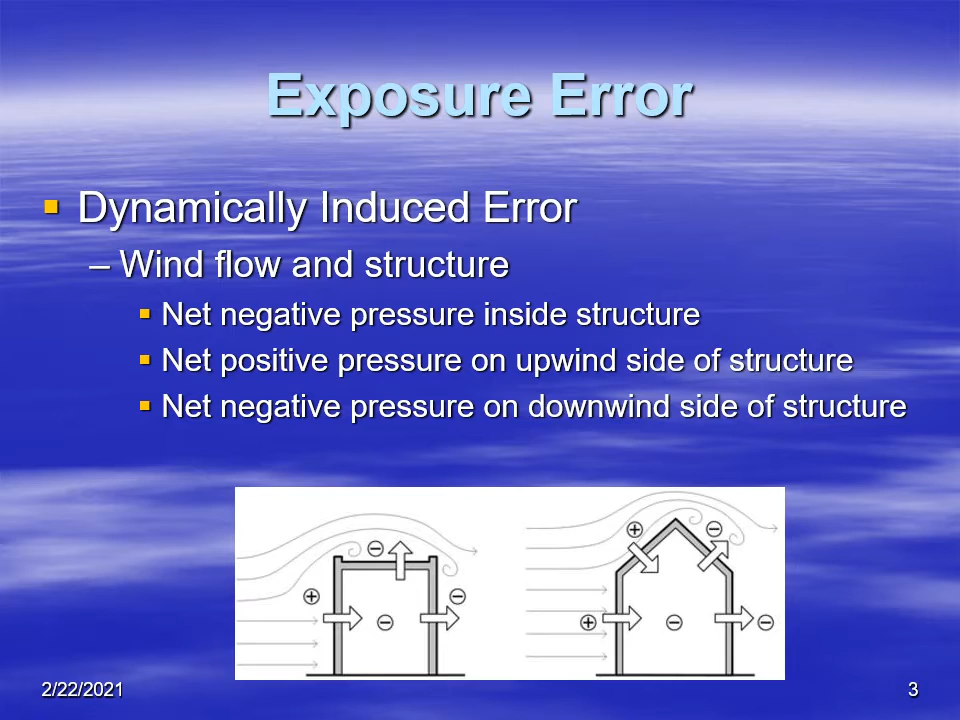 Exposure Error
▪ Dynamically Induced Error
– Wind flow and structure
▪ Net negative pressure inside structure
▪ Net positive pressure on upwind side of structure
▪ Net negative pressure on downwind side of structure
+ − − + −
+ − + − −
2/22/2021
3